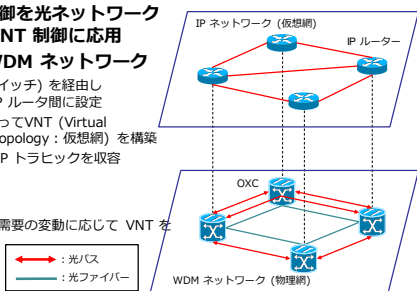 御を光ネットワーク
NT 制御に応用
WDM ネットワーク
イッチ) を経由し
P ルータ間に設定
ってVNT (Virtual
opology : 仮想網) を構築
P トラヒックを収容
需要の変動に応じて VNT を
: 光パス
: 光ファイバー
IP ネットワーク (仮想網)
IP ルーター
OXC
WDM ネットワーク (物理網)